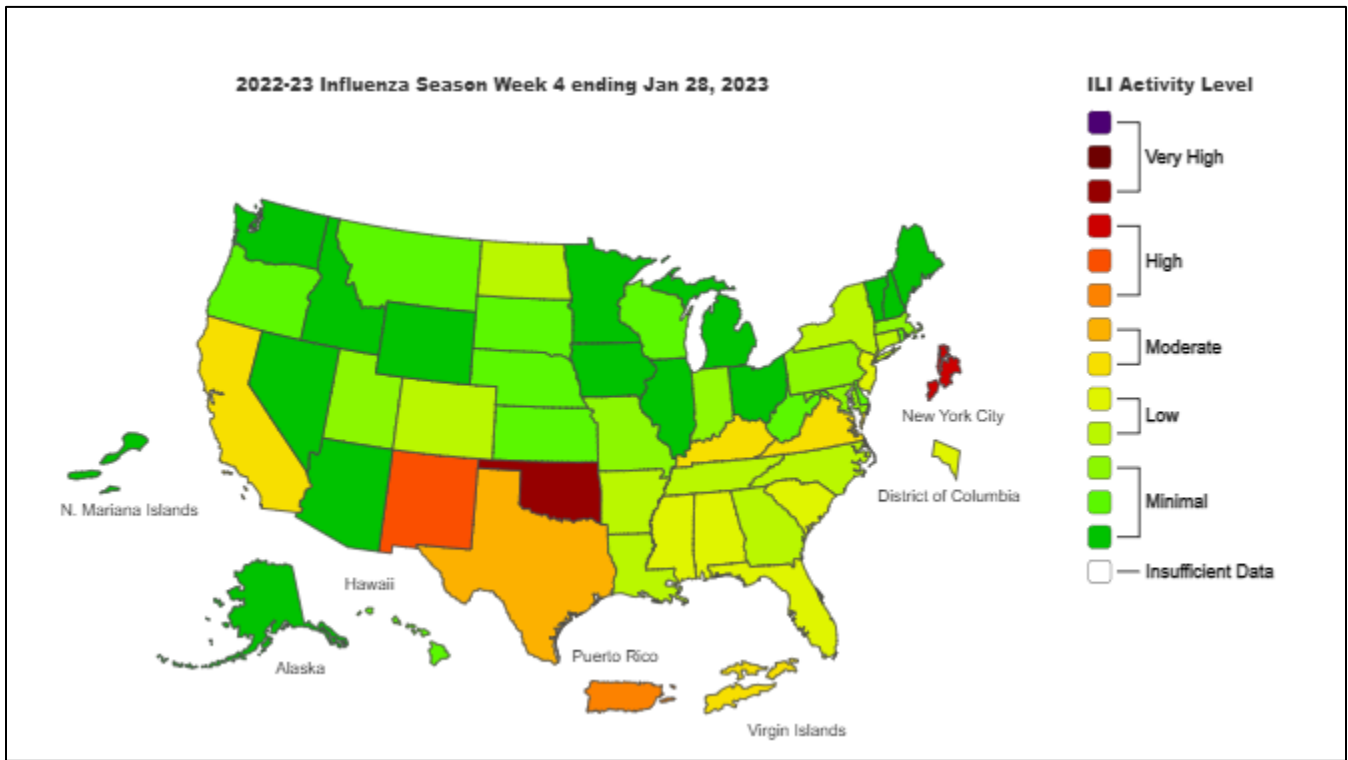 2022-23 Influenza Season Week 4 ending Jan 28, 2023
ILI Activity Level
Very High
High
Moderate
Low
Minimal
Insufficient Data
New York City
District of Columbia
N. Mariana Islands
Hawaii
Alaska
Puerto Rico
Virgin Islands